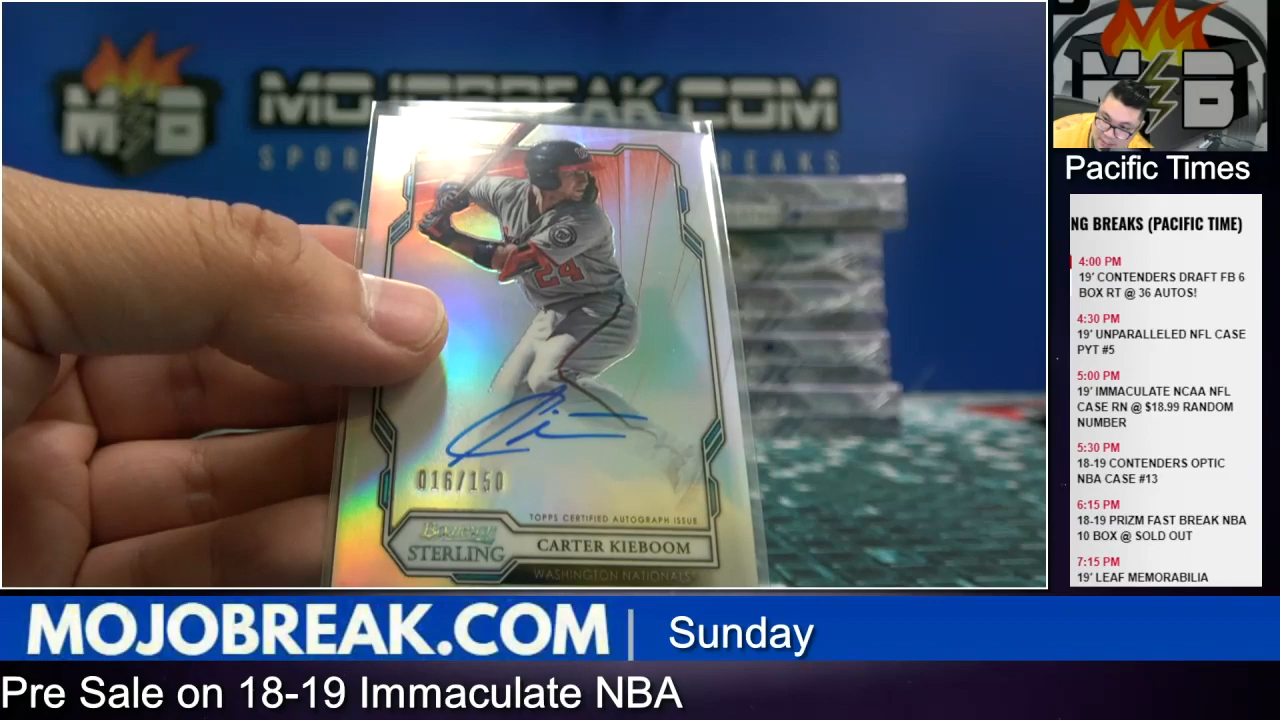 MOJOBREAK.COM
M B
SPOR
REAKS
24
016/150
TOPPS CERTIFIED AUTOGRAPH ISSUE
Bowman
STERLING
CARTER KIEBOOM
WASHINGTON NATIONALS
M B
Pacific Times
NG BREAKS (PACIFIC TIME)
4:00 PM
19' CONTENDERS DRAFT FB 6
BOX RT @ 36 AUTOS!
4:30 PM
19' UNPARALLELED NFL CASE
PYT #5
5:00 PM
19' IMMACULATE NCAA NFL
CASE RN @ $18.99 RANDOM
NUMBER
5:30 PM
18-19 CONTENDERS OPTIC
NBA CASE #13
6:15 PM
18-19 PRIZM FAST BREAK NBA
10 BOX @ SOLD OUT
7:15 PM
19' LEAF MEMORABILIA
MOJOBREAK.COM | Sunday
Pre Sale on 18-19 Immaculate NBA